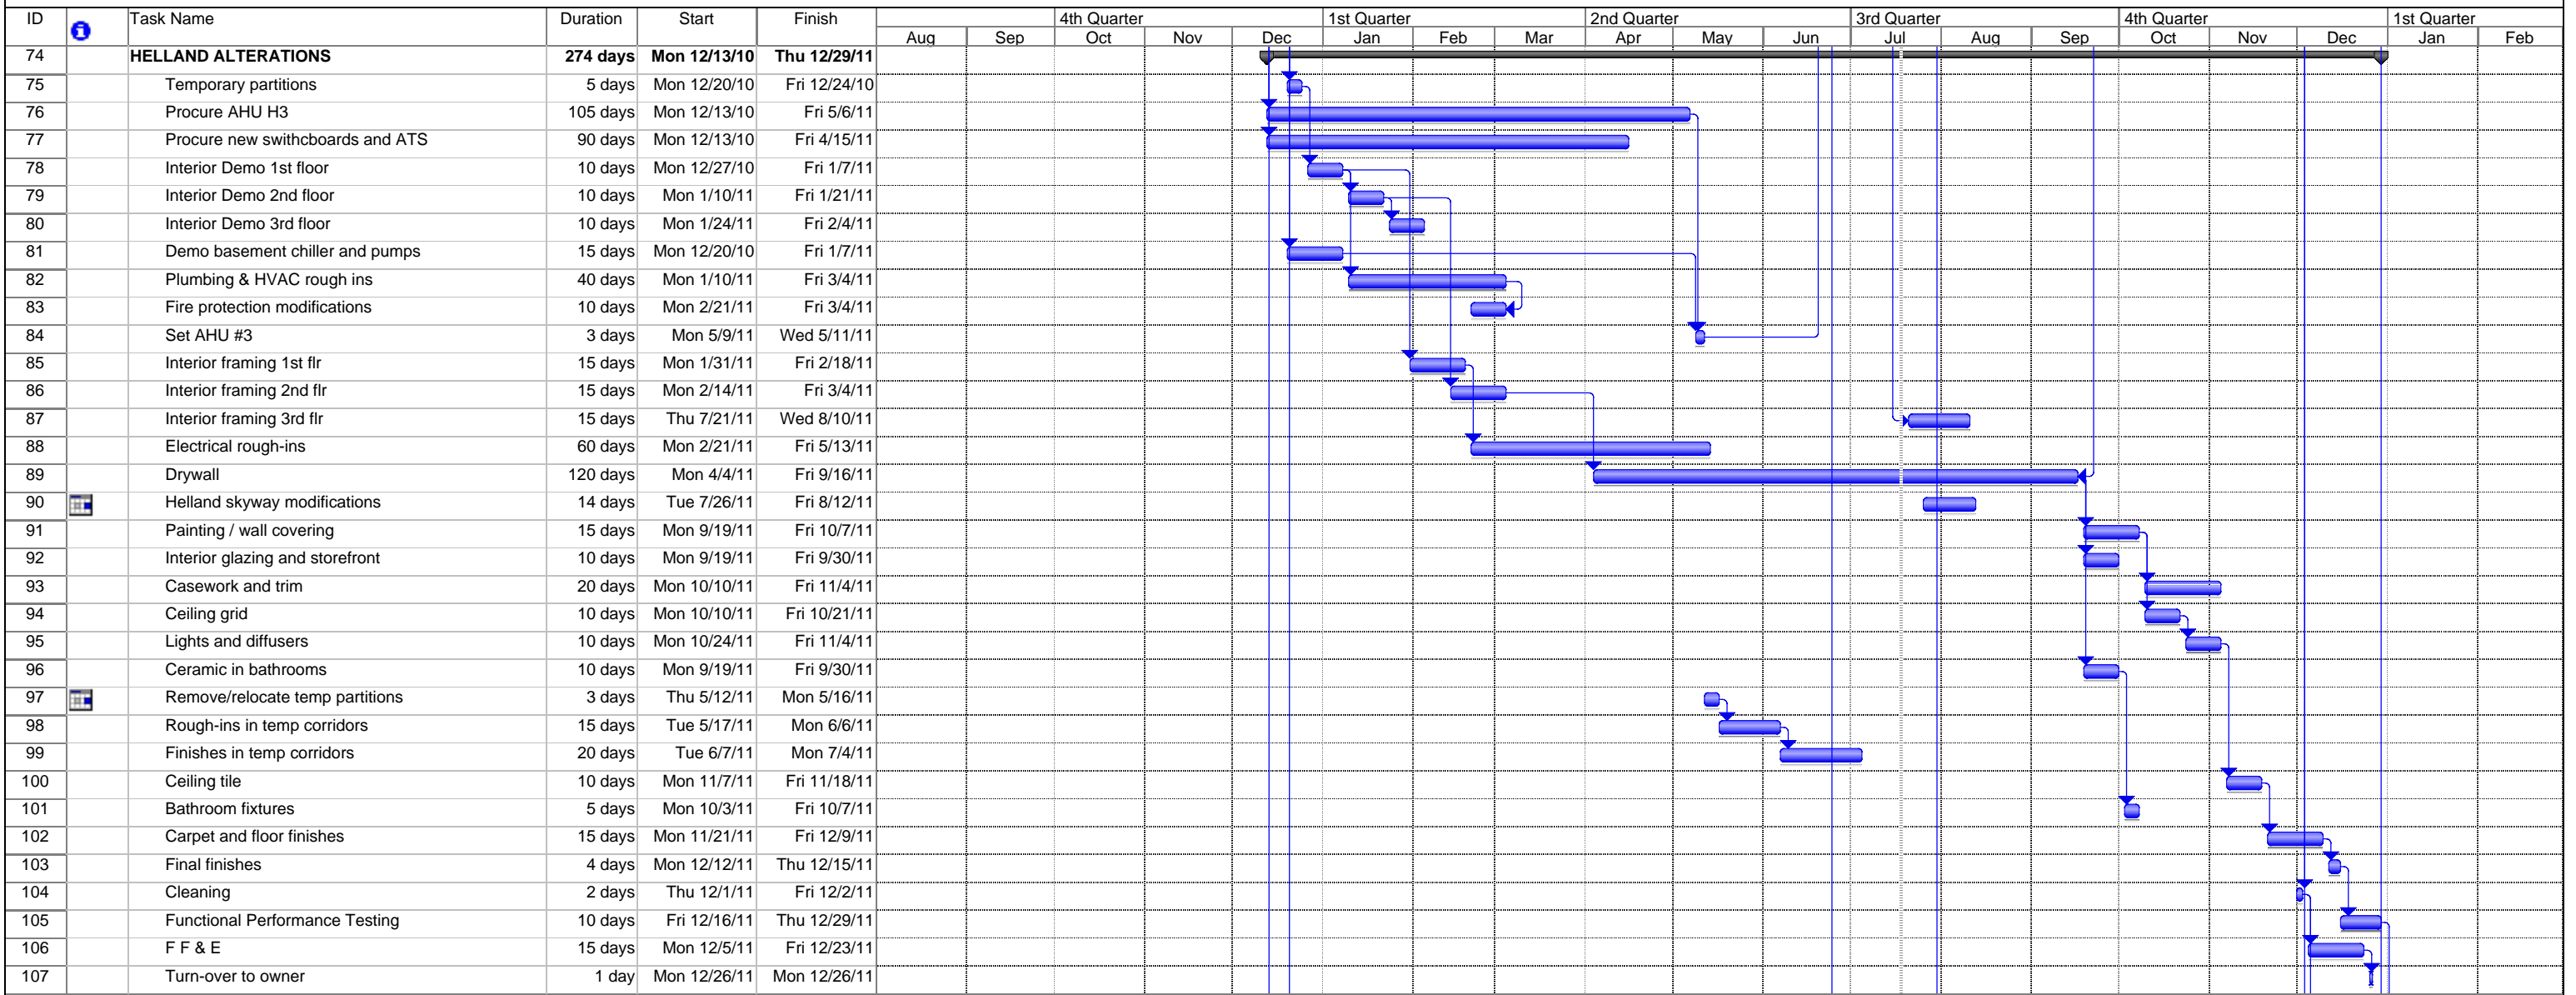 ID Task Name Duration Start Finish 4th Quarter 1st Quarter 2nd Quarter 3rd Quarter 4th Quarter 1st Quarter
Aug Sep Oct Nov Dec Jan Feb Mar Apr May Jun Jul Aug Sep Oct Nov Dec Jan Feb
74 HELLAND ALTERATIONS 274 days Mon 12/13/10 Thu 12/29/11
75 Temporary partitions 5 days Mon 12/20/10 Fri 12/24/10
76 Procure AHU H3 105 days Mon 12/13/10 Fri 5/6/11
77 Procure new swithcboards and ATS 90 days Mon 12/13/10 Fri 4/15/11
78 Interior Demo 1st floor 10 days Mon 12/27/10 Fri 1/7/11
79 Interior Demo 2nd floor 10 days Mon 1/10/11 Fri 1/21/11
80 Interior Demo 3rd floor 10 days Mon 1/24/11 Fri 2/4/11
81 Demo basement chiller and pumps 15 days Mon 12/20/10 Fri 1/7/11
82 Plumbing & HVAC rough ins 40 days Mon 1/10/11 Fri 3/4/11
83 Fire protection modifications 10 days Mon 2/21/11 Fri 3/4/11
84 Set AHU #3 3 days Mon 5/9/11 Wed 5/11/11
85 Interior framing 1st flr 15 days Mon 1/31/11 Fri 2/18/11
86 Interior framing 2nd flr 15 days Mon 2/14/11 Fri 3/4/11
87 Interior framing 3rd flr 15 days Thu 7/21/11 Wed 8/10/11
88 Electrical rough-ins 60 days Mon 2/21/11 Fri 5/13/11
89 Drywall 120 days Mon 4/4/11 Fri 9/16/11
90 Helland skyway modifications 14 days Tue 7/26/11 Fri 8/12/11
91 Painting / wall covering 15 days Mon 9/19/11 Fri 10/7/11
92 Interior glazing and storefront 10 days Mon 9/19/11 Fri 9/30/11
93 Casework and trim 20 days Mon 10/10/11 Fri 11/4/11
94 Ceiling grid 10 days Mon 10/10/11 Fri 10/21/11
95 Lights and diffusers 10 days Mon 10/24/11 Fri 11/4/11
96 Ceramic in bathrooms 10 days Mon 9/19/11 Fri 9/30/11
97 Remove/relocate temp partitions 3 days Thu 5/12/11 Mon 5/16/11
98 Rough-ins in temp corridors 15 days Tue 5/17/11 Mon 6/6/11
99 Finishes in temp corridors 20 days Tue 6/7/11 Mon 7/4/11
100 Ceiling tile 10 days Mon 11/7/11 Fri 11/18/11
101 Bathroom fixtures 5 days Mon 10/3/11 Fri 10/7/11
102 Carpet and floor finishes 15 days Mon 11/21/11 Fri 12/9/11
103 Final finishes 4 days Mon 12/12/11 Thu 12/15/11
104 Cleaning 2 days Thu 12/1/11 Fri 12/2/11
105 Functional Performance Testing 10 days Fri 12/16/11 Thu 12/29/11
106 F F & E 15 days Mon 12/5/11 Fri 12/23/11
107 Turn-over to owner 1 day Mon 12/26/11 Mon 12/26/11